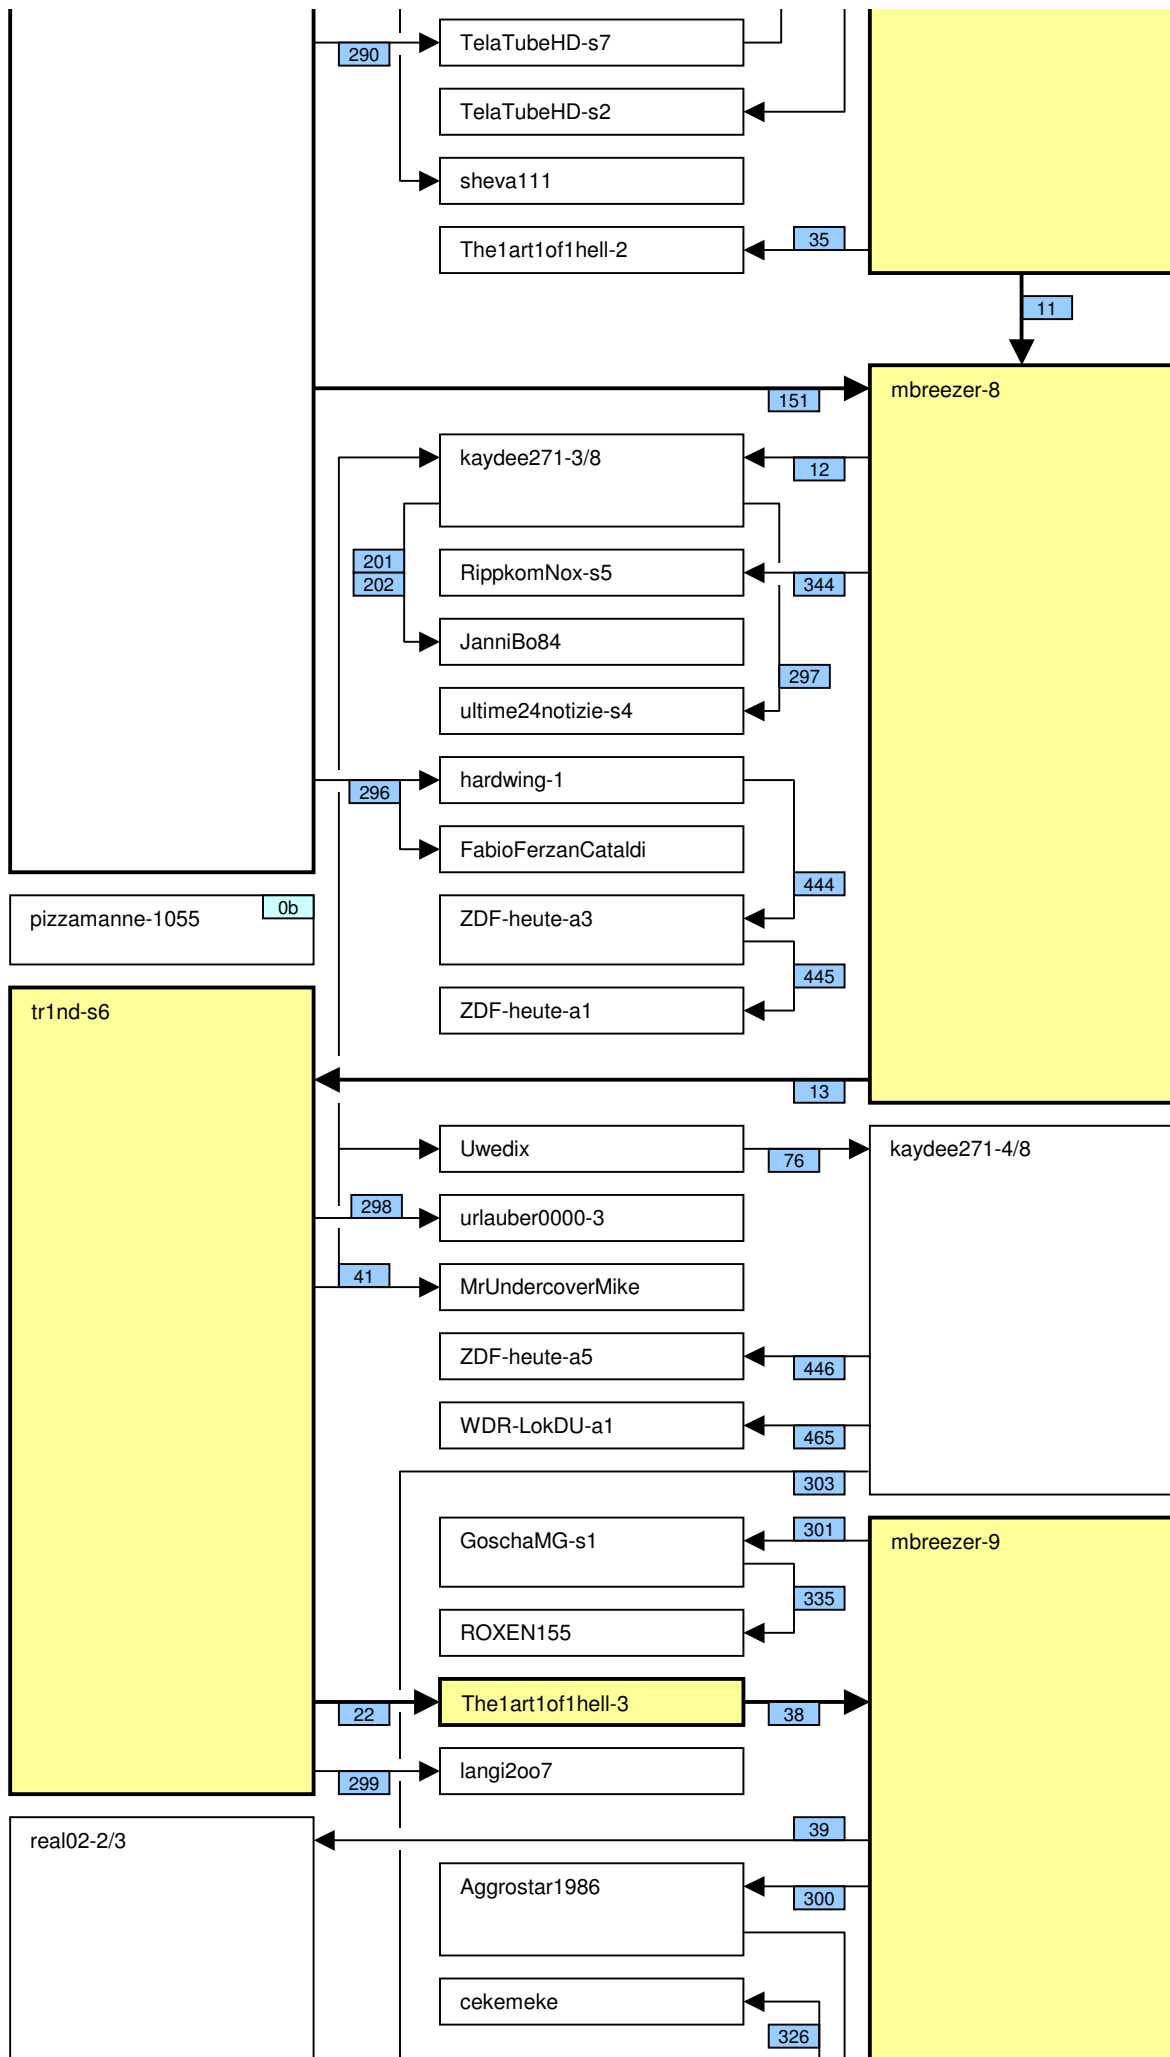 TelaTubeHD-s7
290
TelaTubeHD-s2
sheva111
35
The1art1of1hell-2
11
mbreezer-8
151
kaydee271-3/8
12
201
RippkomNox-s5
202
344
JanniBo84
297
ultime24notizie-s4
hardwing-1
296
FabioFerzanCataldi
444
0b
pizzamanne-1055
ZDF-heute-a3
445
tr1nd-s6
ZDF-heute-a1
13
Uwedix
76
kaydee271-4/8
298
urlauber0000-3
41
MrUndercoverMike
ZDF-heute-a5
446
WDR-LokDU-a1
465
303
301
GoschaMG-s1
mbreezer-9
335
ROXEN155
The1art1of1hell-3
22
38
langi2oo7
299
39
real02-2/3
Aggrostar1986
300
cekemeke
326